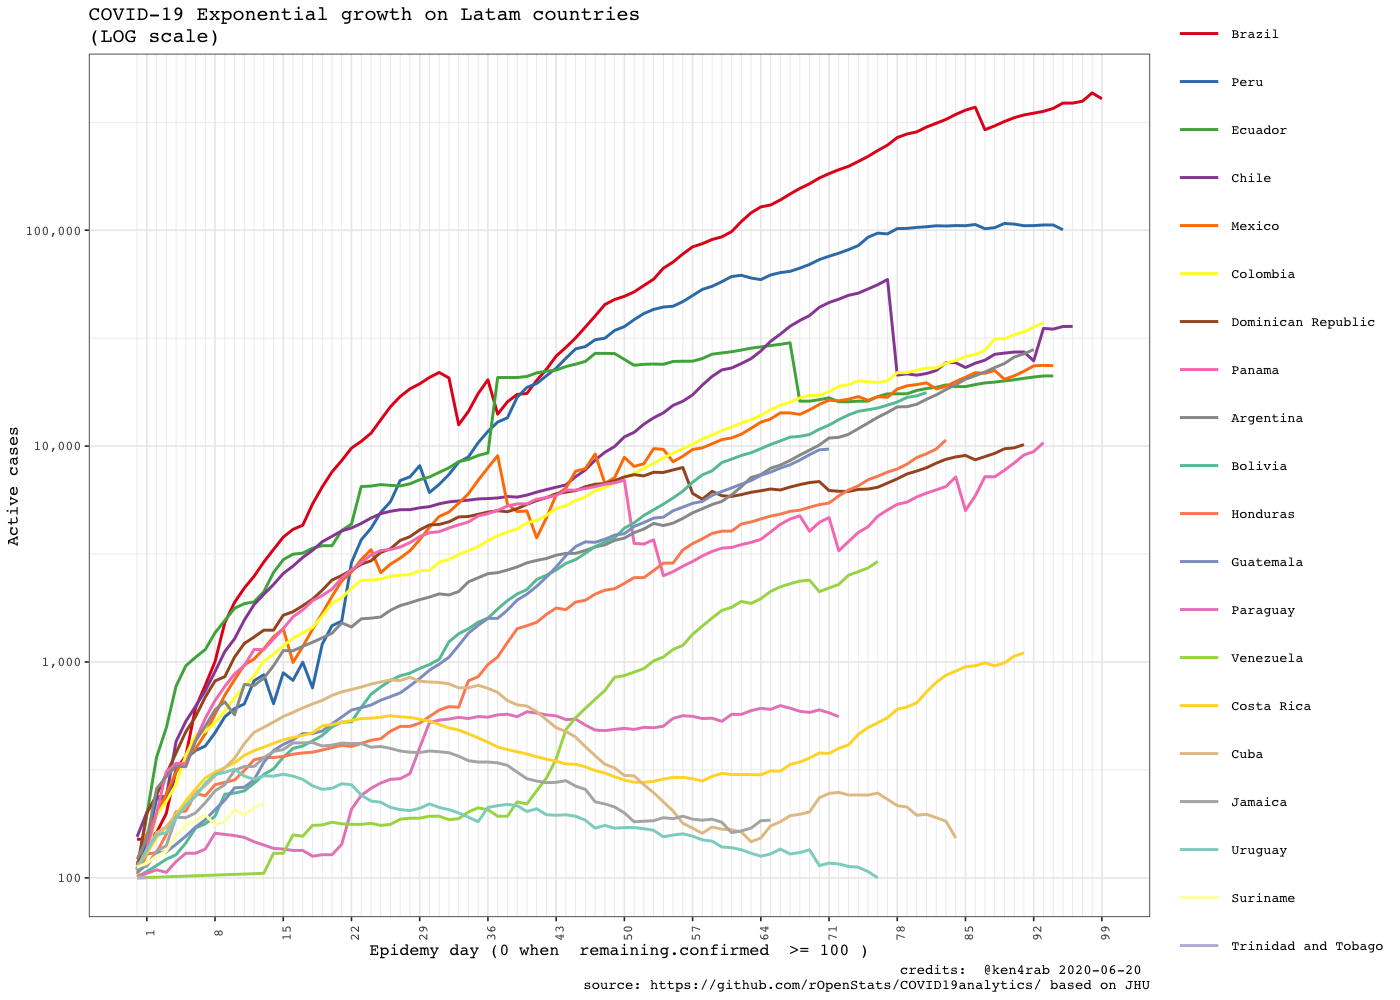 COVID-19 Exponential growth on Latam countries
(LOG scale)
Active cases
100,000
10,000
1,000
100
1 8 15 22 29 36 43 50 57 64 71 78 85 92 99
Epidemy day (0 when remaining.confirmed >= 100 )
Brazil
Peru
Ecuador
Chile
Mexico
Colombia
Dominican Republic
Panama
Argentina
Bolivia
Honduras
Guatemala
Paraguay
Venezuela
Costa Rica
Cuba
Jamaica
Uruguay
Suriname
Trinidad and Tobago
credits: @ken4rab 2020-06-20
source: https://github.com/rOpenStats/COVID19analytics/ based on JHU